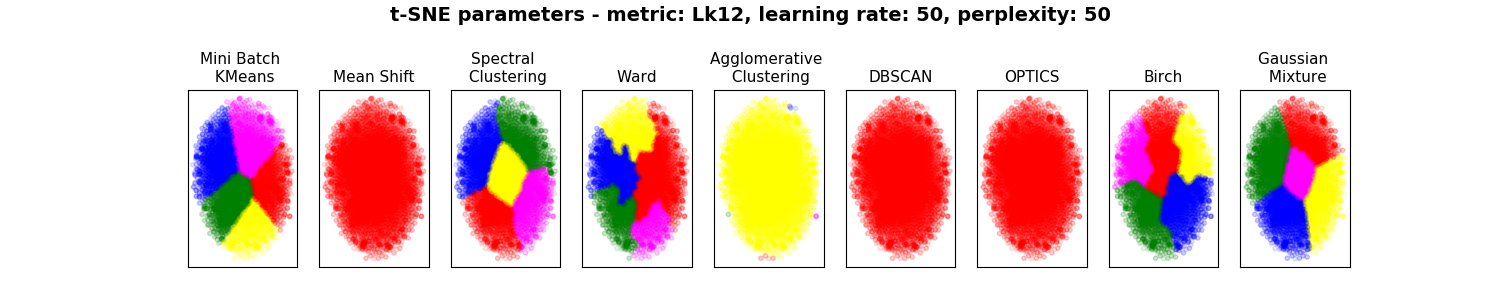 t-SNE parameters - metric: Lk12, learning rate: 50, perplexity: 50
Mini Batch
KMeans
Mean Shift
Spectral
Clustering
Ward
Agglomerative
Clustering
DBSCAN
OPTICS
Birch
Gaussian
Mixture